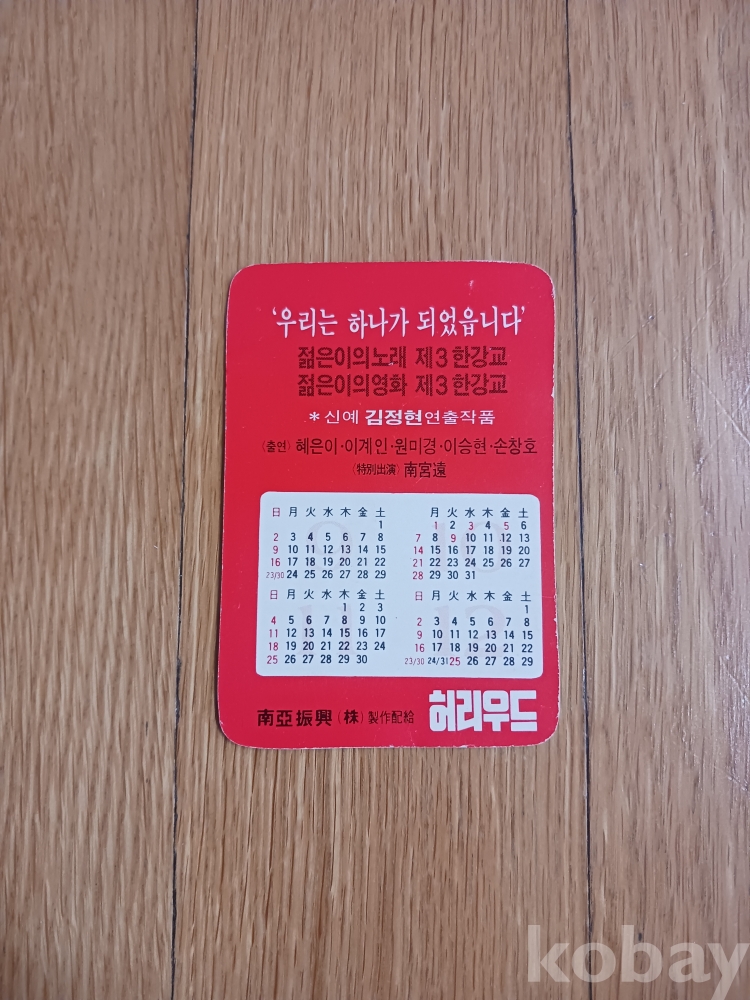 ‘우리는 하나가 되었읍니다’
젊은이의노래 제3한강교
젊은이의영화 제3한강교
*신예 김정현연출작품
(출연) 혜은이·이계인·원미경·이승현·손창호
(特別出演) 南宮遠
日 月 火 水 木 金 土
1
2 3 4 5 6 7 8
9 10 11 12 13 14 15
16 17 18 19 20 21 22
23/30 24 25 26 27 28 29
月 火 水 木 金 土
1 2 3 4 5 6
7 8 9 10 11 12 13
14 15 16 17 18 19 20
21 22 23 24 25 26 27
28 29 30 31
日 月 火 水 木 金 土
1 2 3
4 5 6 7 8 9 10
11 12 13 14 15 16 17
18 19 20 21 22 23 24
25 26 27 28 29 30
日 月 火 水 木 金 土
1
2 3 4 5 6 7 8
9 10 11 12 13 14 15
16 17 18 19 20 21 22
23/30 24/31 25 26 27 28 29
南亞振興(株)製作配給
허리우드
kobay